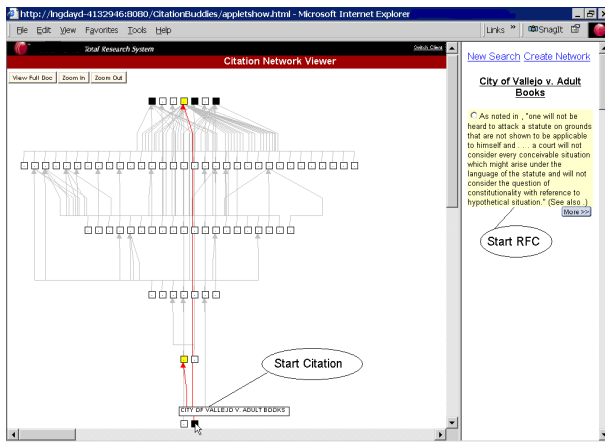 http://lngdayd-4132946:8080/CitationBuddies/appletshow.html - Microsoft Internet Explorer
File Edit View Favorites Tools Help
Links » SnagIt
Total Research System
Switch Client
Citation Network Viewer
View Full Doc Zoom In Zoom Out
CITY OF VALLEJO V. ADULT BOOKS
Start Citation
New Search Create Network
City of Vallejo v. Adult
Books
As noted in , "one will not be
heard to attack a statute on grounds
that are not shown to be applicable
to himself and . . . a court will not
consider every conceivable situation
which might arise under the
language of the statute and will not
consider the question of
constitutionality with reference to
hypothetical situation." (See also .)
More >>
Start RFC